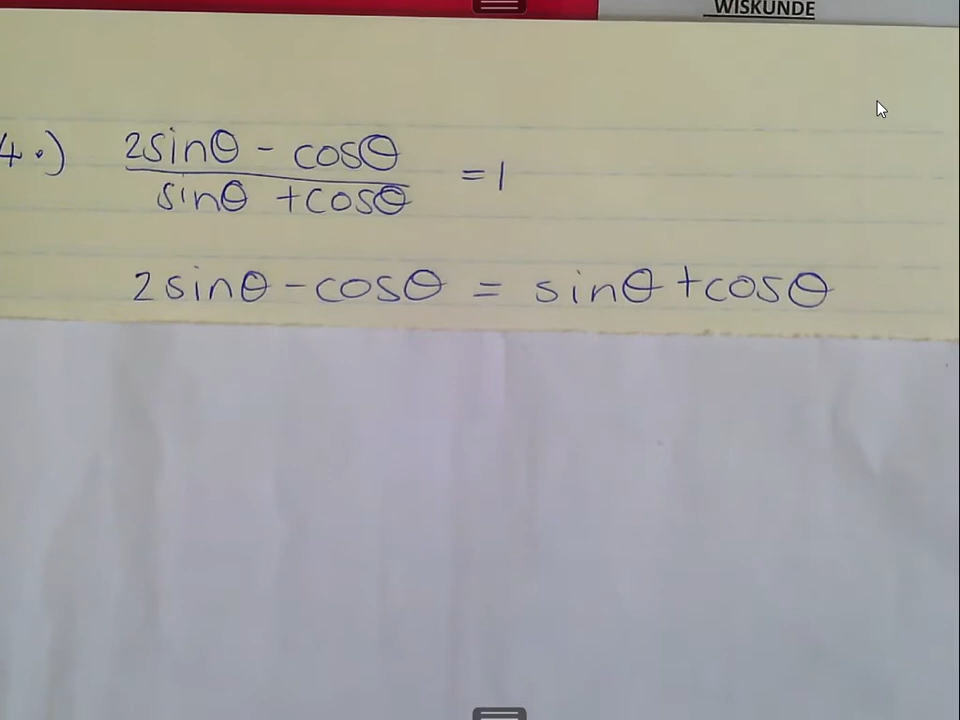 WISKUNDE
4.) 2sinθ - cosθ
sinθ + cosθ = 1
2sinθ - cosθ = sinθ + cosθ